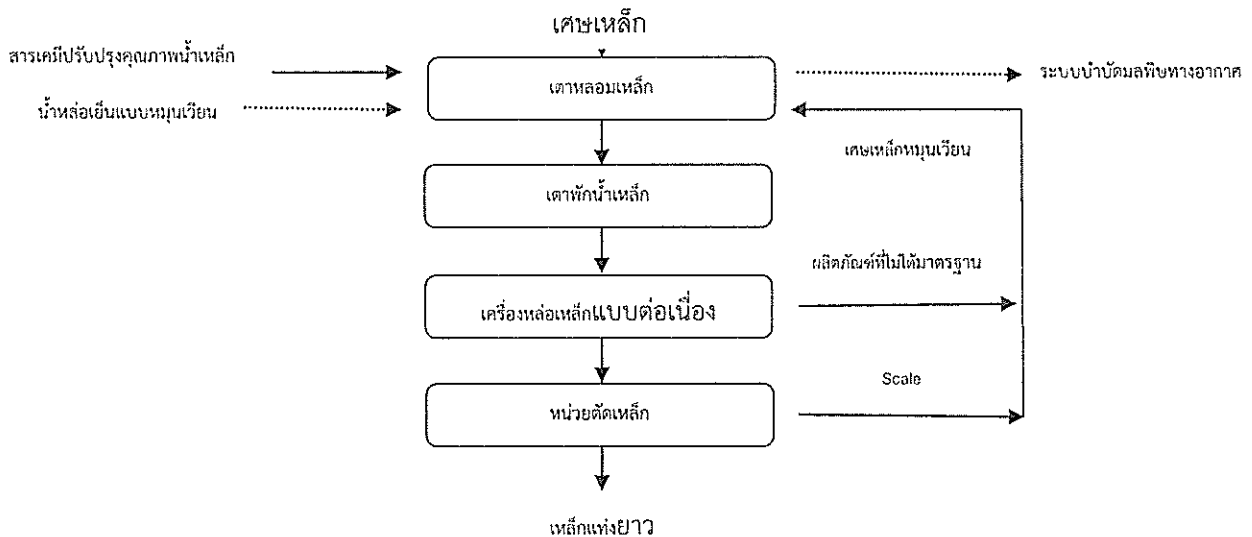 เศษเหล็ก
สารเคมีปรับปรุงคุณภาพน้ำเหล็ก
เตาหลอมเหล็ก
ระบบบำบัดมลพิษทางอากาศ
น้ำหล่อเย็นแบบหมุนเวียน
เศษเหล็กหมุนเวียน
เตาพักน้ำเหล็ก
ผลิตภัณฑ์ที่ไม่ได้มาตรฐาน
เครื่องหล่อเหล็กแบบต่อเนื่อง
Scale
หน่วยตัดเหล็ก
เหล็กแท่งยาว